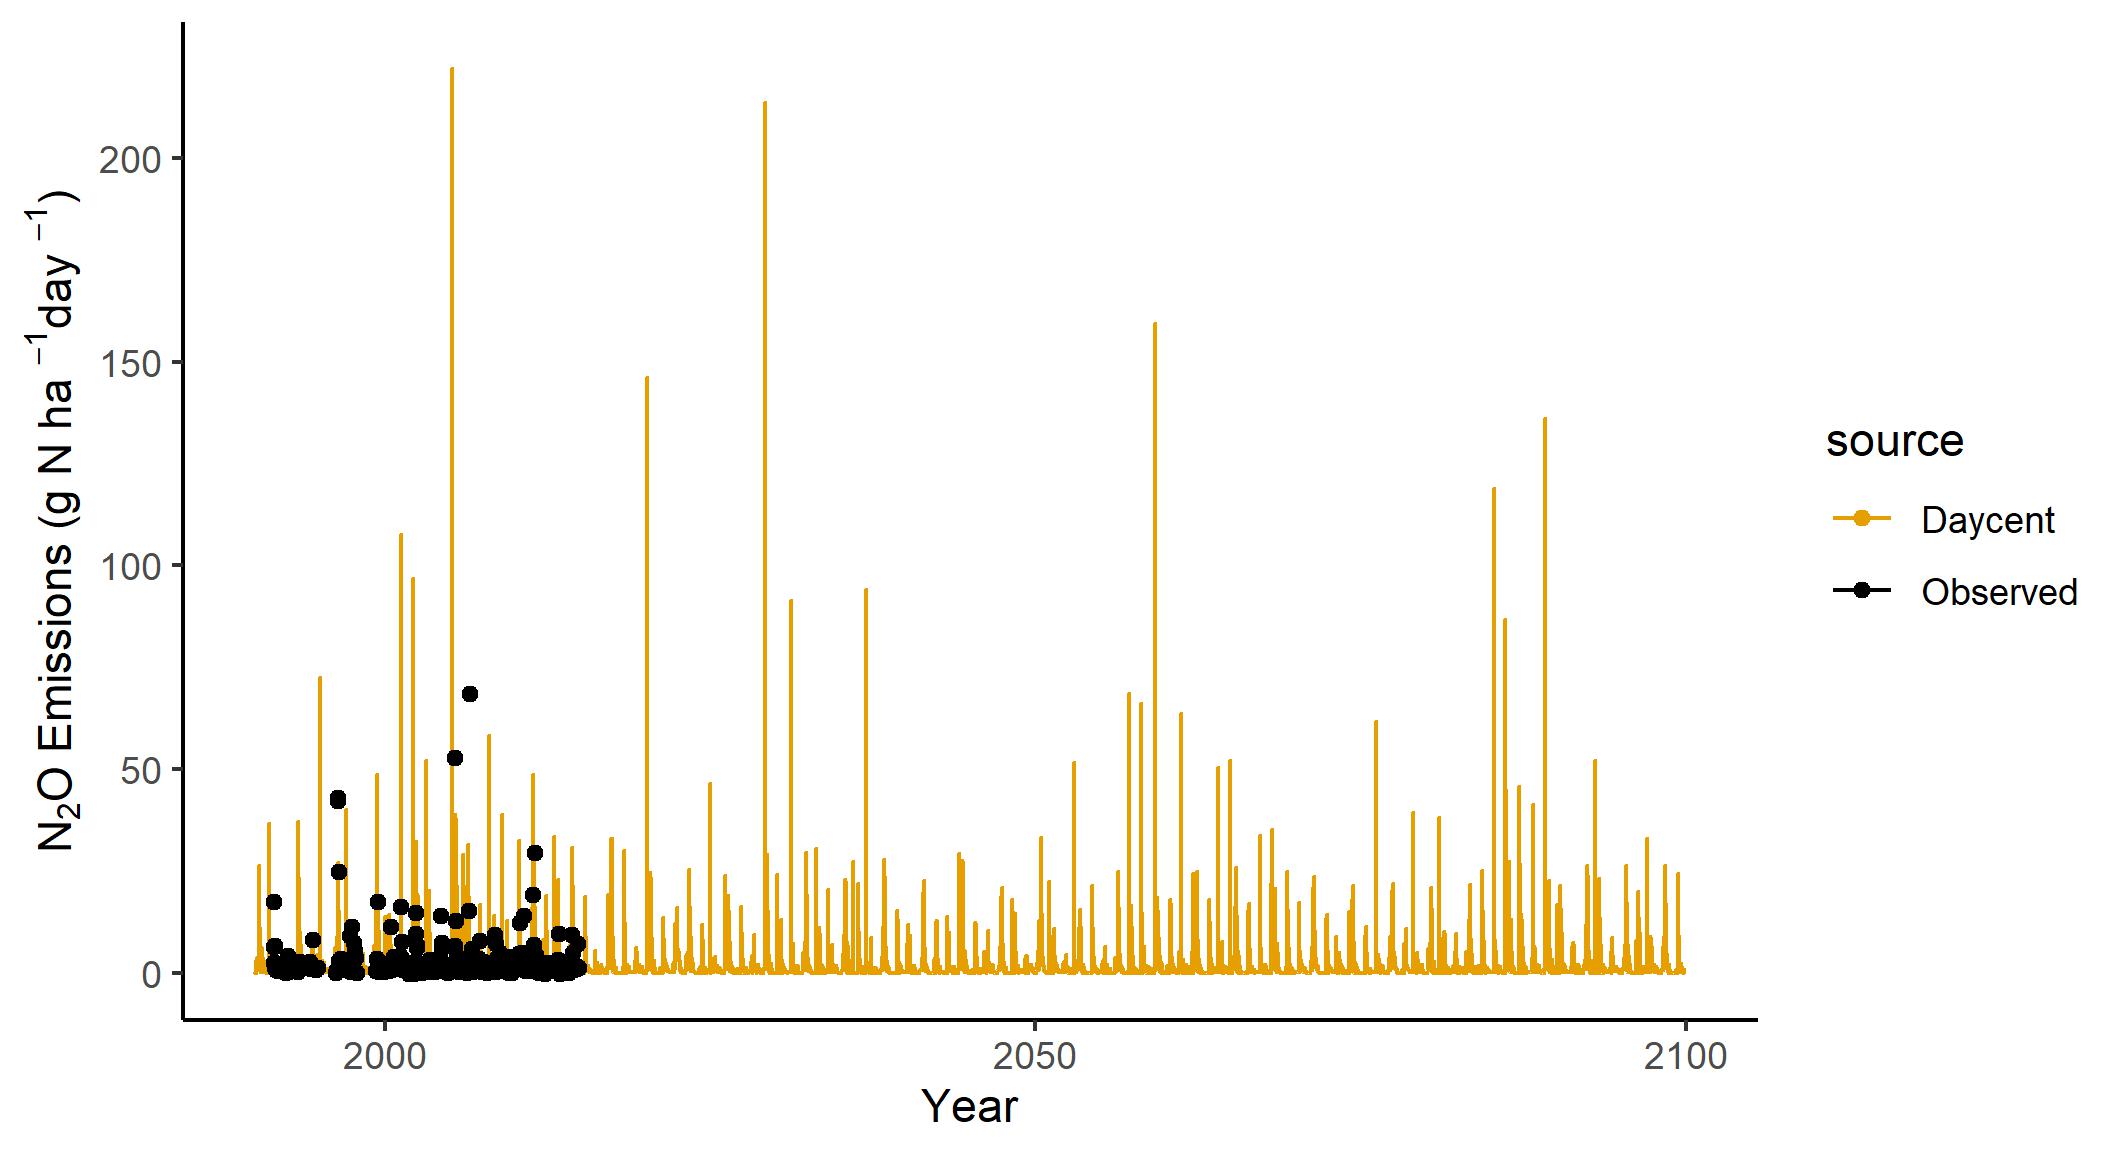 N₂O Emissions (g N ha ⁻¹day ⁻¹)
200
150
100
50
0
2000 2050 2100
Year
source
Daycent
Observed